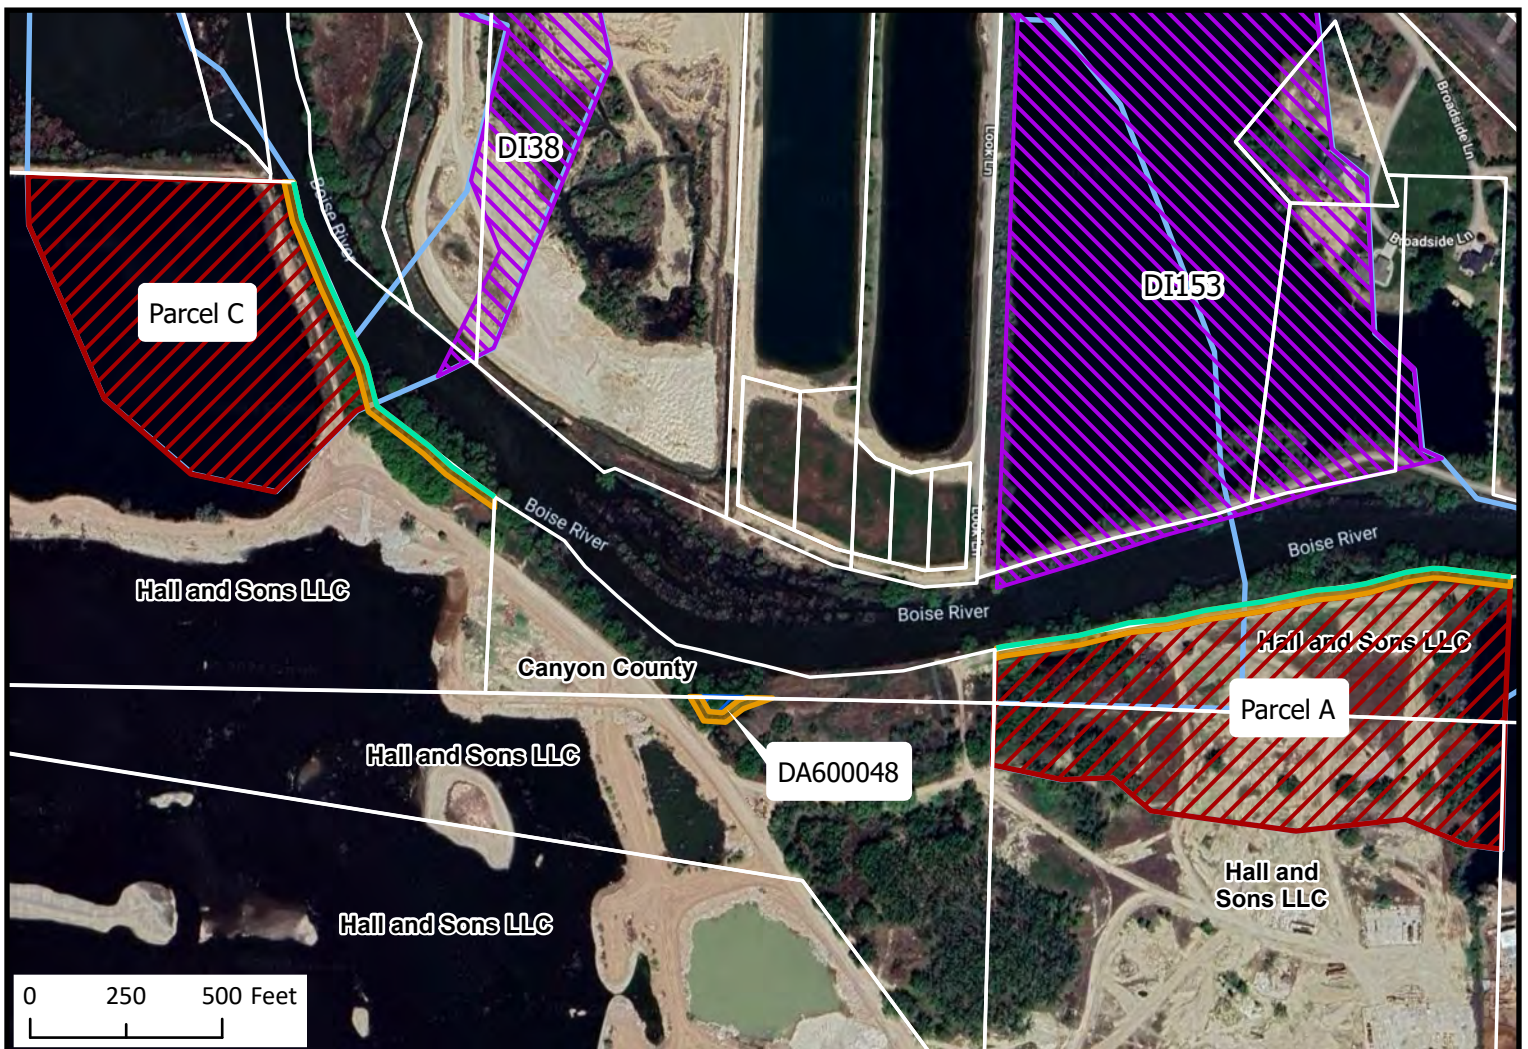 Broadside Ln
DI38
Look Ln
Boise River
Broadside Ln
DI153
Parcel C
Boise River
Look Ln
Boise River
Hall and Sons LLC
Boise River
Hall and Sons LLC
Canyon County
Parcel A
Hall and Sons LLC
DA600048
Hall and
Sons LLC
Hall and Sons LLC
0 250 500 Feet